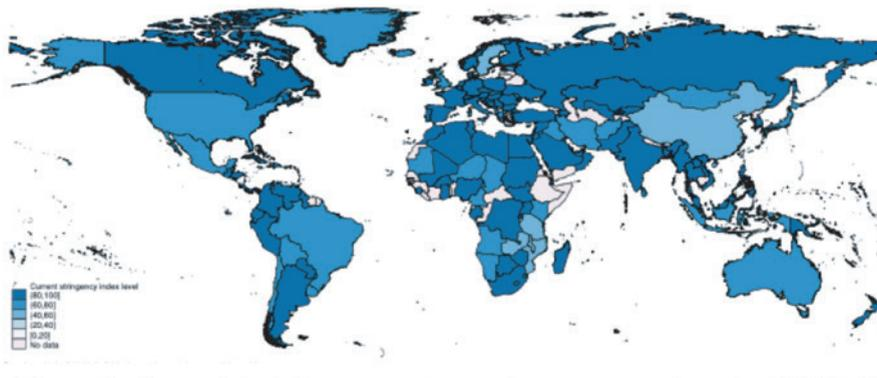 Current stringency index level
(80,100]
(60,80]
(40,60]
(20,40]
[0,20]
No data